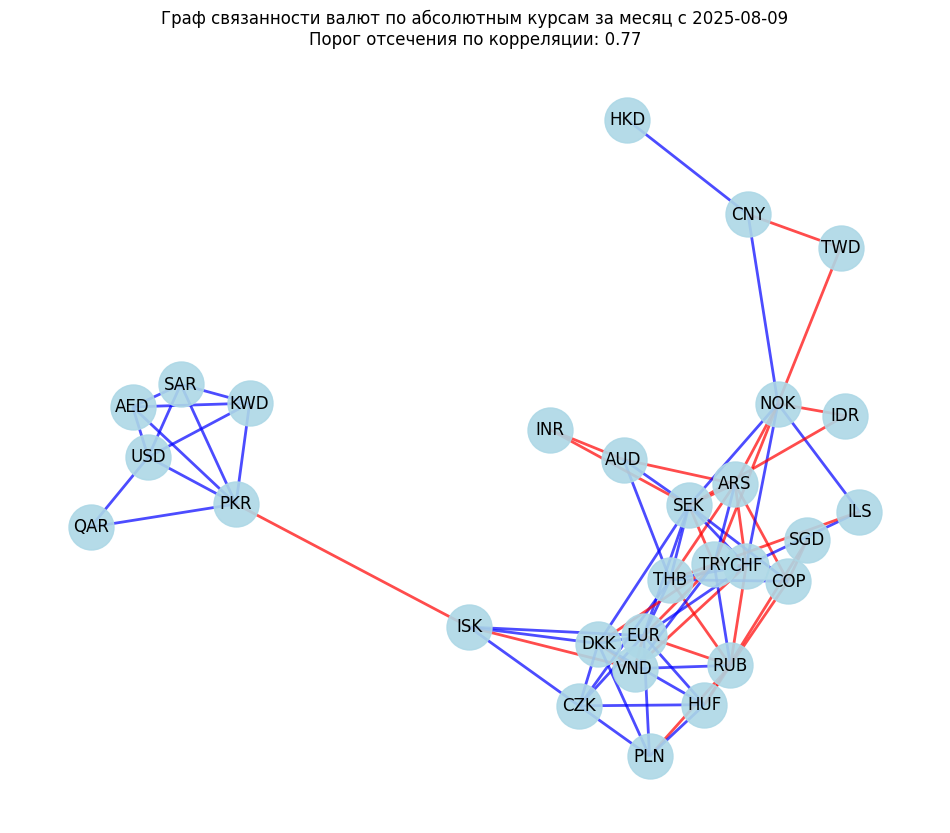 Граф связанности валют по абсолютным курсам за месяц с 2025-08-09
Порог отсечения по корреляции: 0.77
HKD
CNY
TWD
SAR
AED
KWD
NOK
IDR
INR
USD
AUD
ARS
QAR
PKR
SEK
ILS
SGD
THB
TRY
CHF
COP
ISK
DKK
EUR
VND
RUB
CZK
HUF
PLN